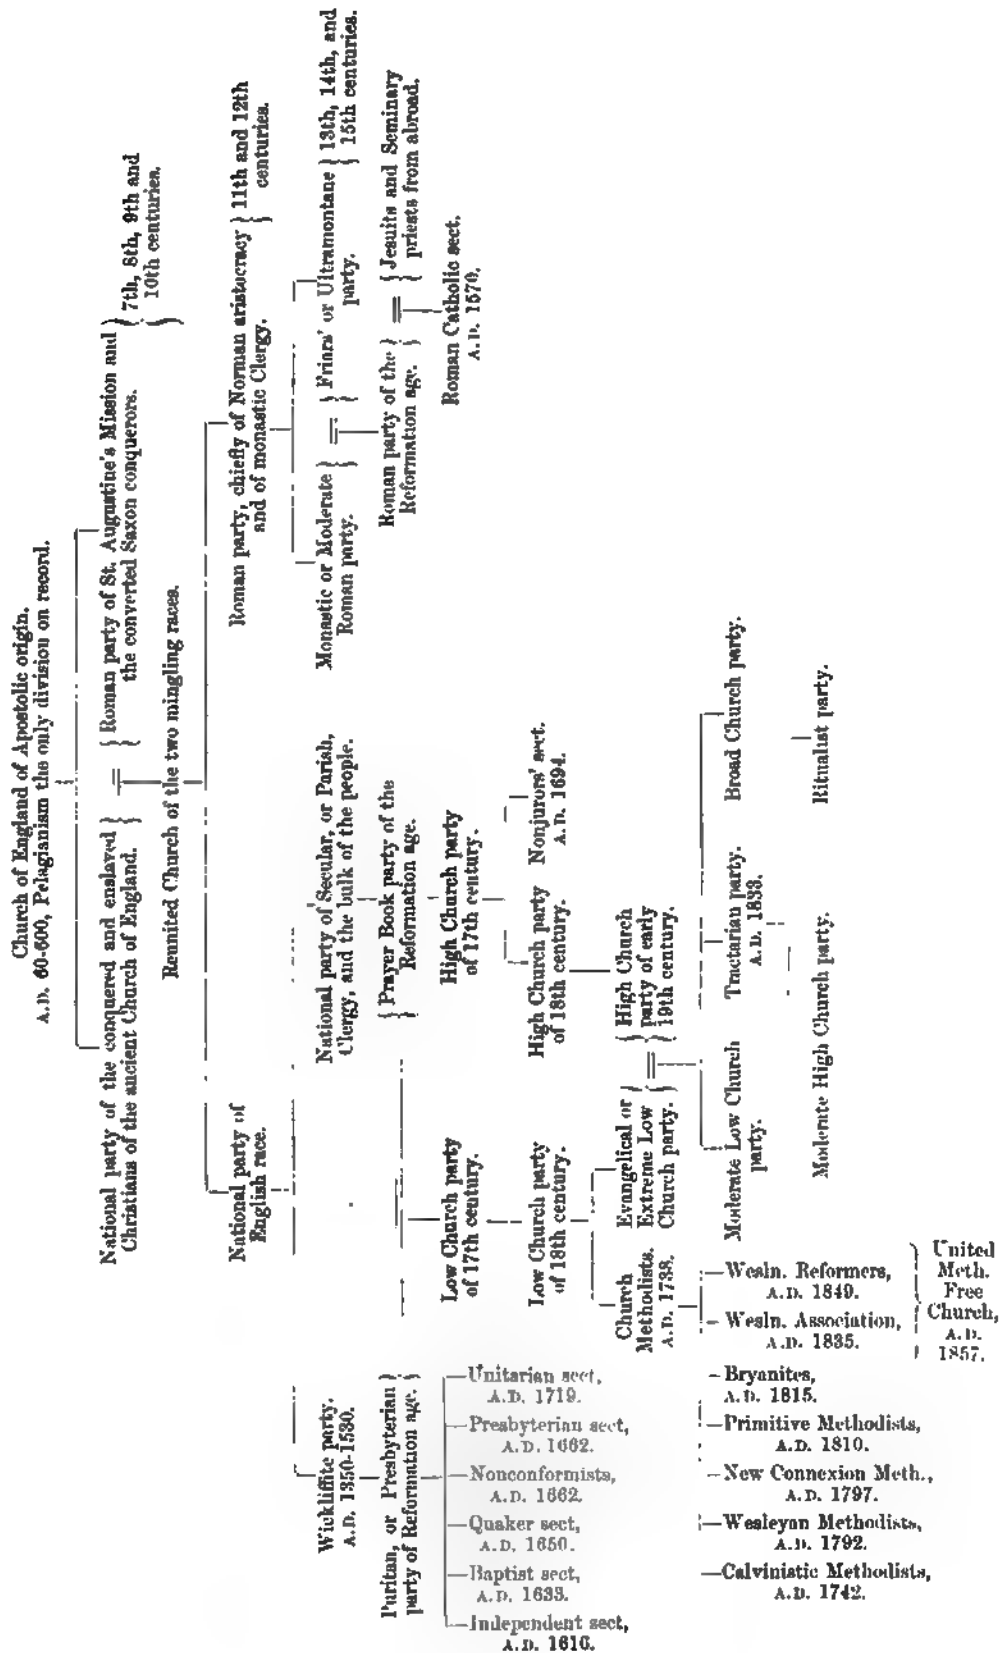 Church of England of Apostolic origin.
A.D. 60-600, Pelagianism the only division on record.
National party of the conquered and enslaved
Christians of the ancient Church of England.
Roman party of St. Augustine's Mission and
the converted Saxon conquerors.
7th, 8th, 9th and
10th centuries.
Reunited Church of the two mingling races.
National party of
English race.
Roman party, chiefly of Norman aristocracy
and of monastic Clergy.
11th and 12th
centuries.
Wickliffite party.
A.D. 1350-1530.
National party of Secular, or Parish,
Clergy, and the bulk of the people.
Monastic or Moderate
Roman party.
Friars' or Ultramontane
party.
13th, 14th, and
15th centuries.
Puritan, or Presbyterian
party of Reformation age.
Prayer Book party of the
Reformation age.
Roman party of the
Reformation age.
Jesuits and Seminary
priests from abroad.
Roman Catholic sect.
A.D. 1570.
Low Church party
of 17th century.
High Church party
of 17th century.
Low Church party
of 18th century.
High Church party
of 18th century.
Nonjurors' sect.
A.D. 1694.
Church
Methodists.
A.D. 1738.
Evangelical or
Extreme Low
Church party.
High Church
party of early
19th century.
Moderate Low Church
party.
Tractarian party.
A.D. 1833.
Broad Church party.
Moderate High Church party.
Ritualist party.
Unitarian sect,
A.D. 1719.
Presbyterian sect,
A.D. 1662.
Nonconformists,
A.D. 1662.
Quaker sect,
A.D. 1650.
Baptist sect,
A.D. 1633.
Independent sect,
A.D. 1616.
Wesln. Reformers,
A.D. 1849.
Wesln. Association,
A.D. 1835.
United
Meth.
Free
Church,
A.D.
1857.
Bryanites,
A.D. 1815.
Primitive Methodists,
A.D. 1810.
New Connexion Meth.,
A.D. 1797.
Wesleyan Methodists,
A.D. 1792.
Calvinistic Methodists,
A.D. 1742.